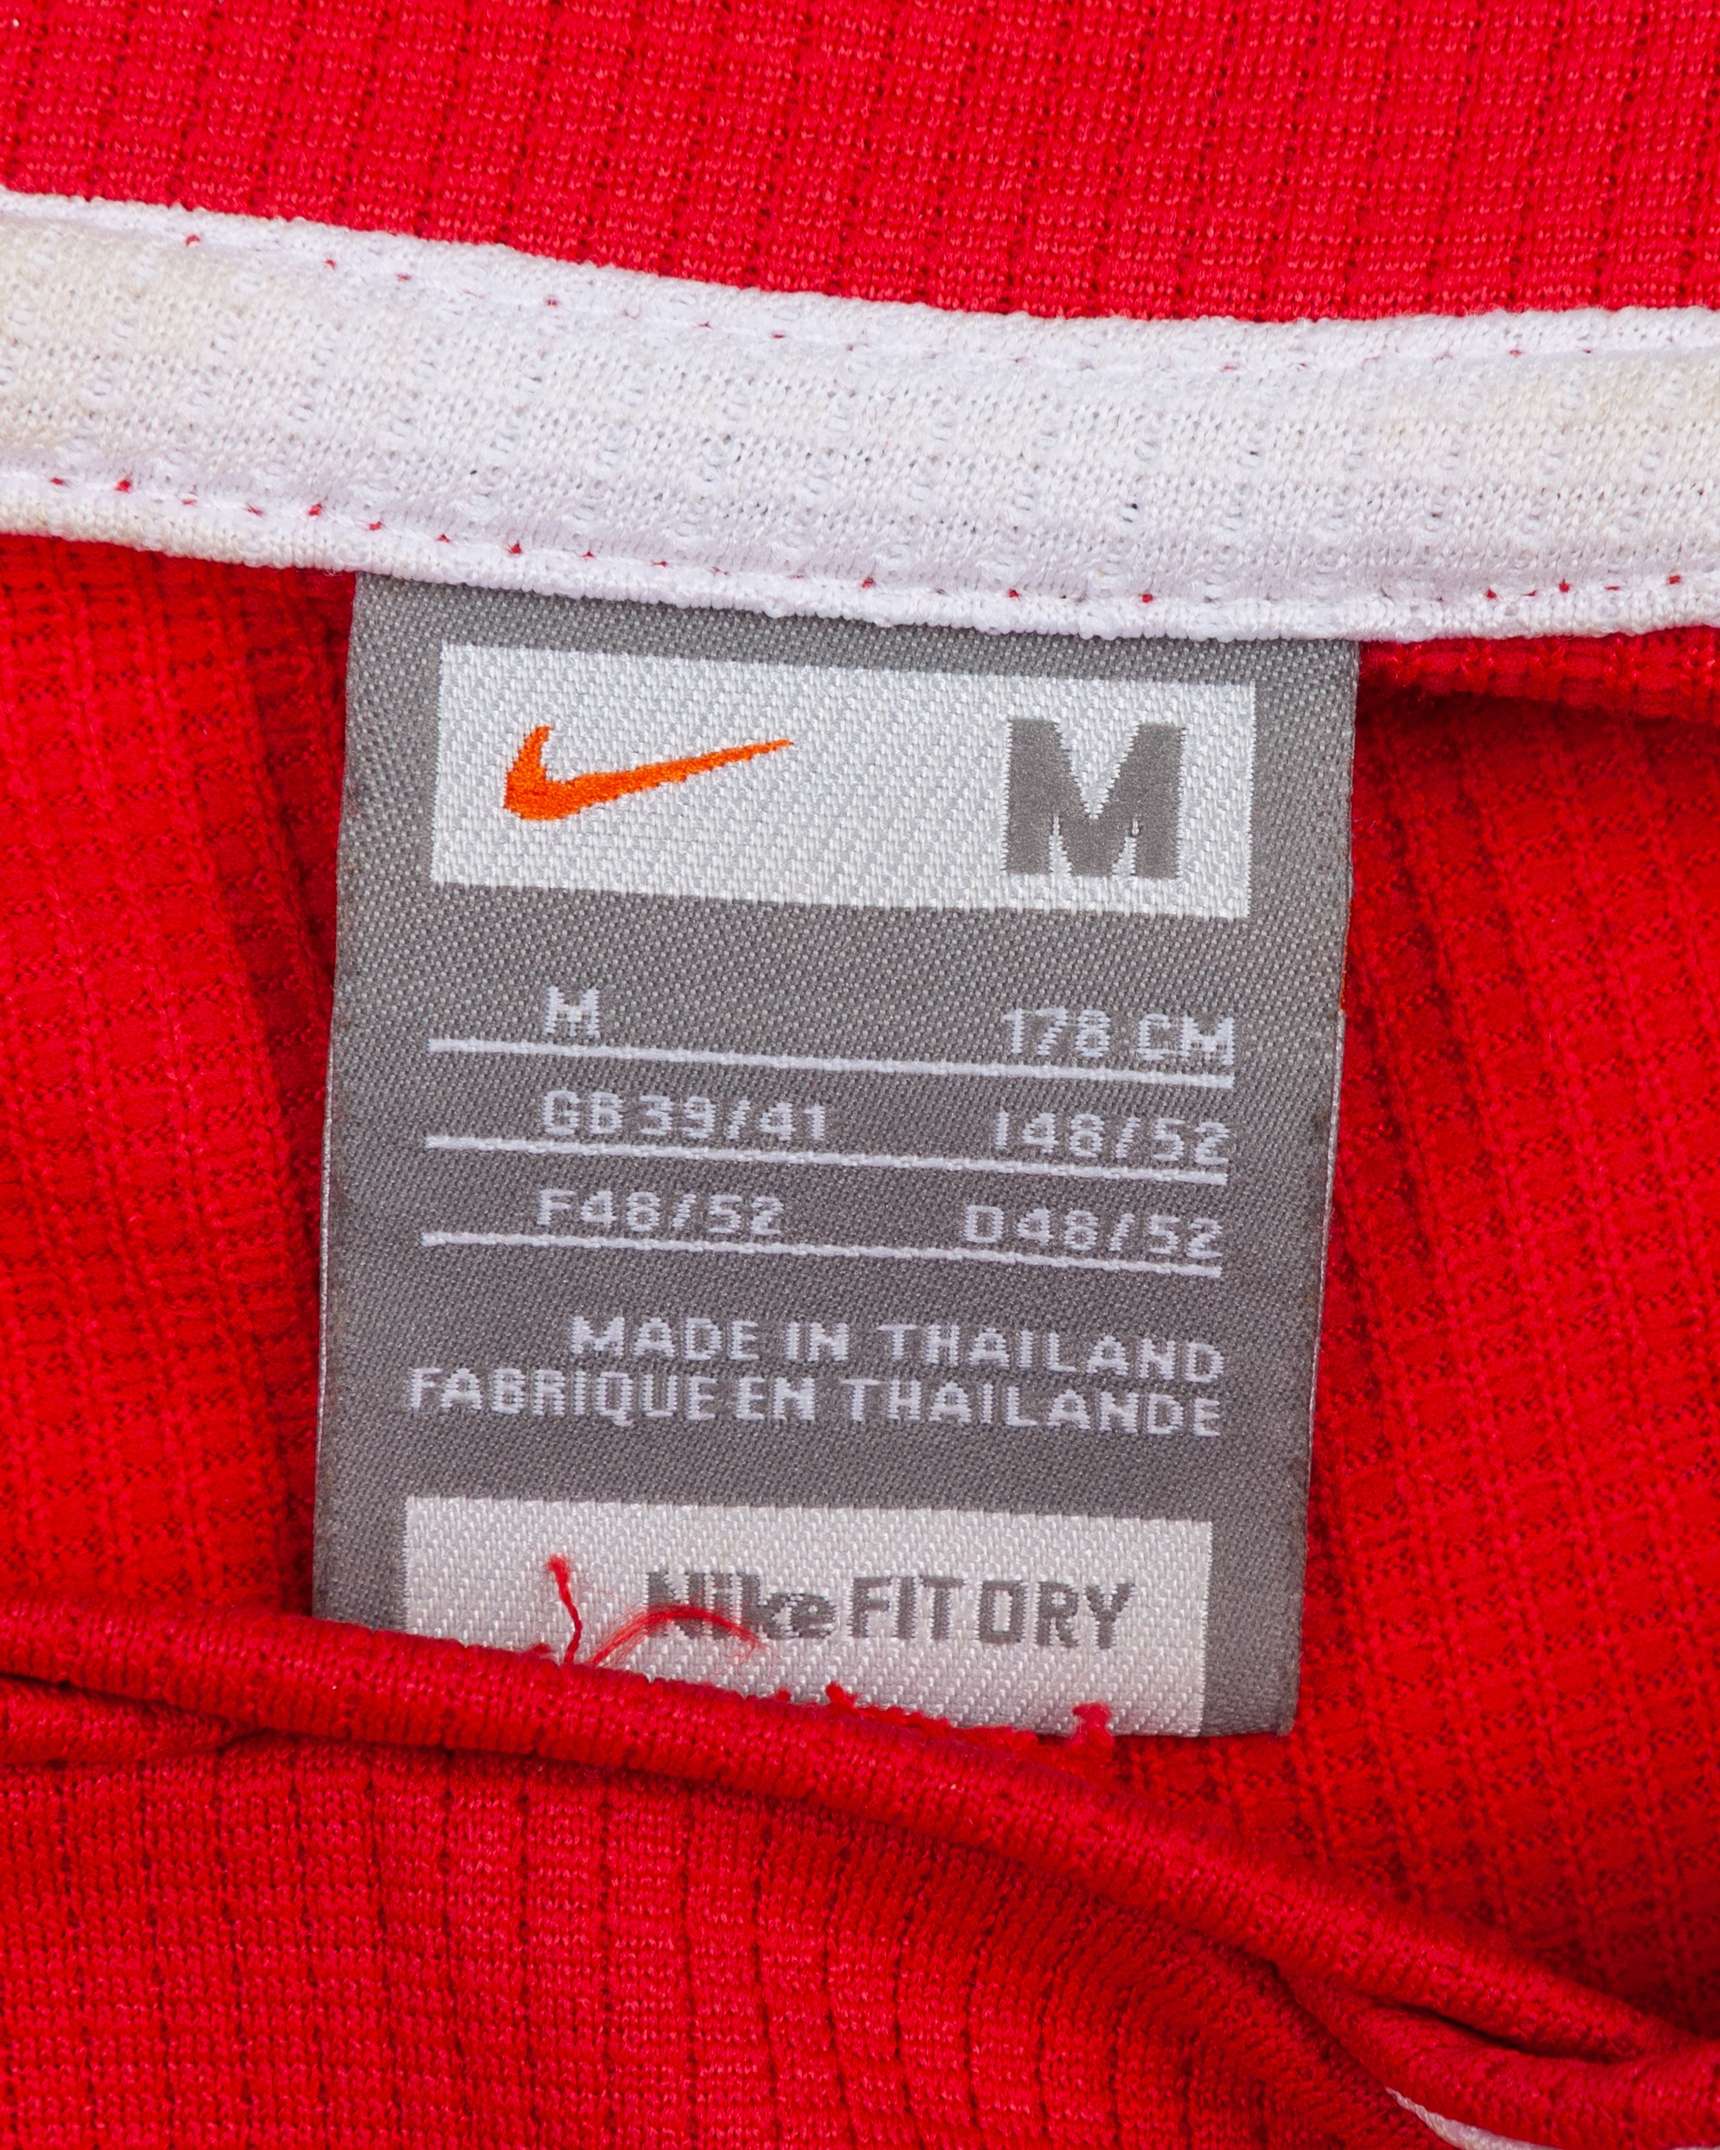 M
M 178 CM
GB39/41 I48/52
F48/52 D48/52
MADE IN THAILAND
FABRIQUE EN THAILANDE
Nike FIT DRY